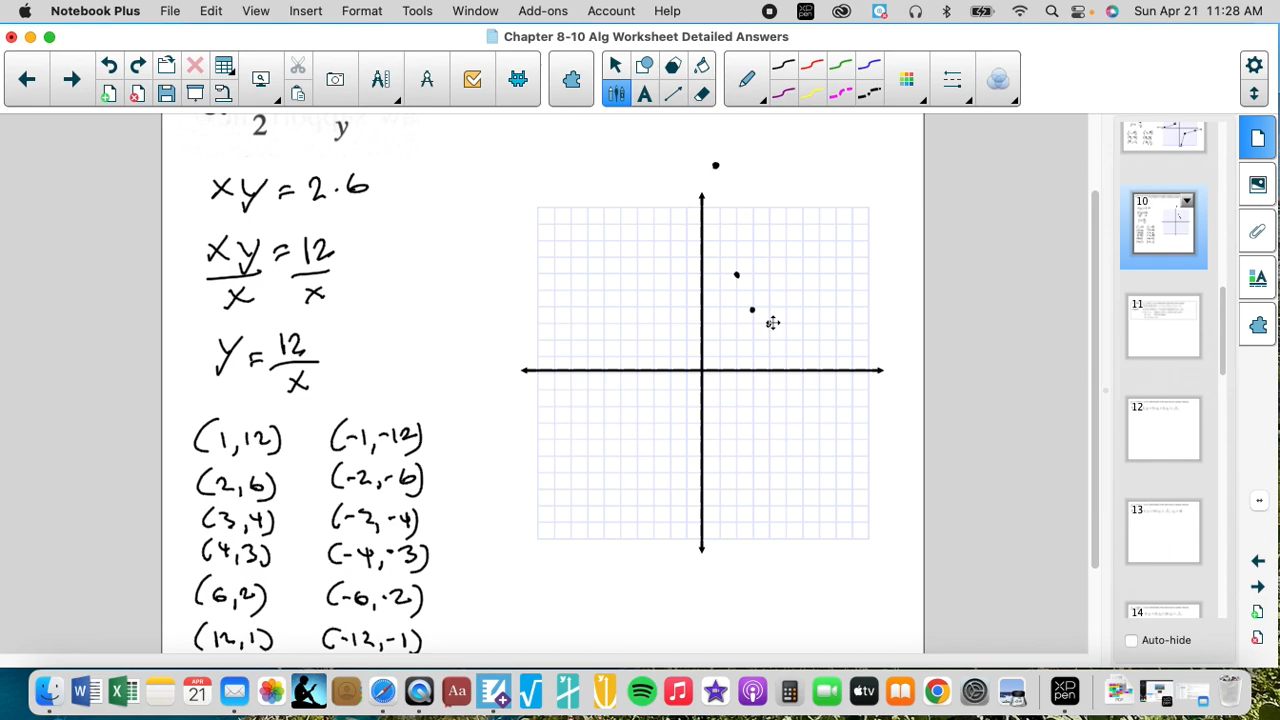 Notebook Plus File Edit View Insert Format Tools Window Add-ons Account Help Sun Apr 21 11:28 AM
Chapter 8-10 Alg Worksheet Detailed Answers
2 y
xy = 2·6
xy = 12
x x
y = 12
x
(1,12) (-1,-12)
(2,6) (-2,-6)
(3,4) (-3,-4)
(4,3) (-4,-3)
(6,2) (-6,-2)
(12,1) (-12,-1)
10
11
12
13
14
Auto-hide
APR
21